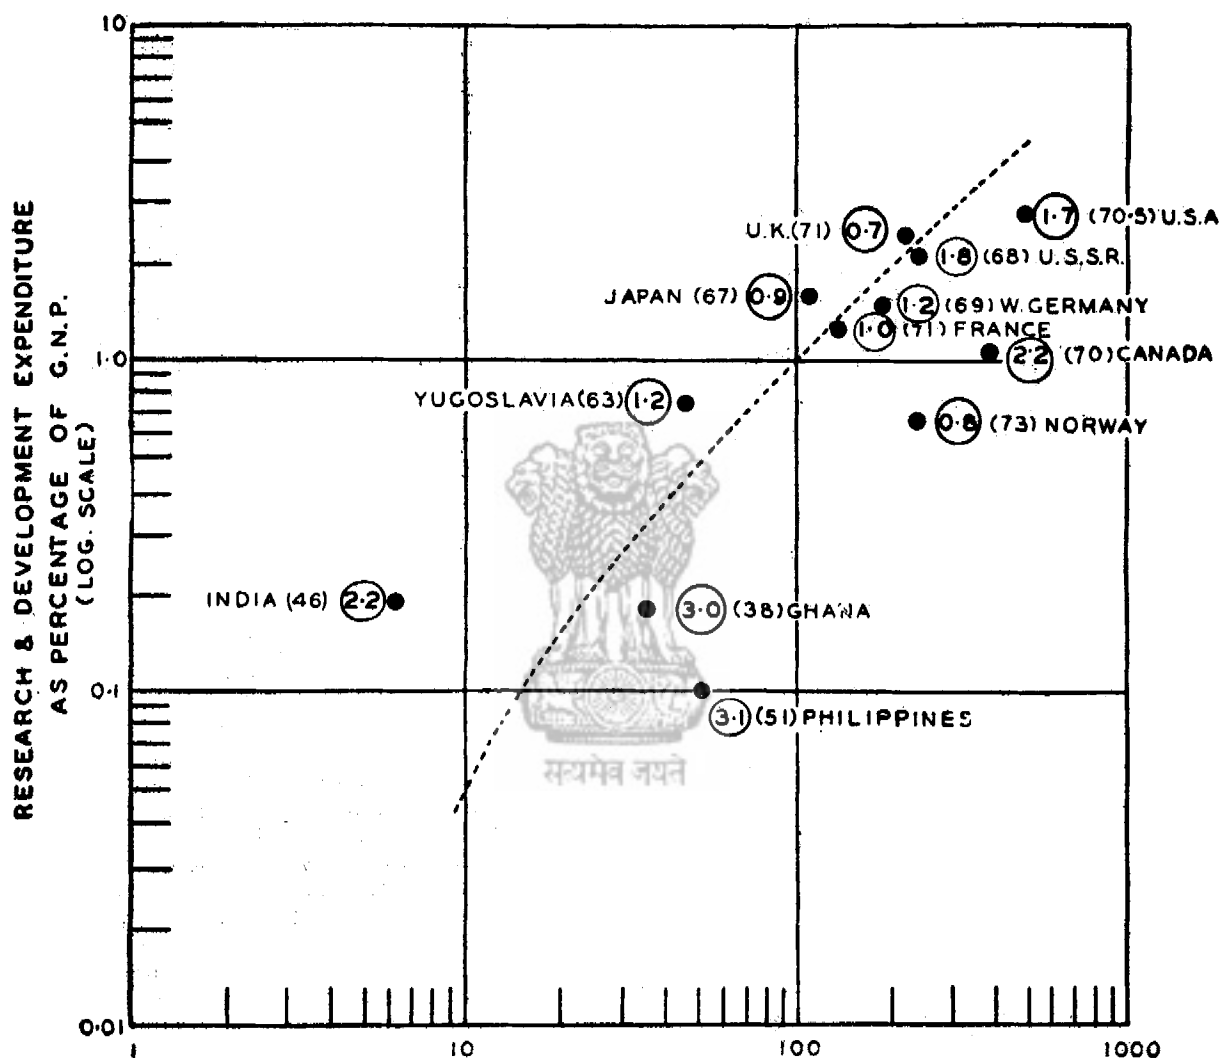 10
1.0
0.1
0.01
1
10
100
1000
RESEARCH & DEVELOPMENT EXPENDITURE
AS PERCENTAGE OF G.N.P.
(LOG. SCALE)
1.7 (70.5) U.S.A
U.K. (71) 0.7
1.8 (68) U.S.S.R.
JAPAN (67) 0.9
1.2 (69) W. GERMANY
1.0 (71) FRANCE
2.2 (70) CANADA
YUGOSLAVIA (63) 1.2
0.8 (73) NORWAY
INDIA (46) 2.2
3.0 (38) GHANA
3.1 (51) PHILIPPINES
सत्यमेव जयते